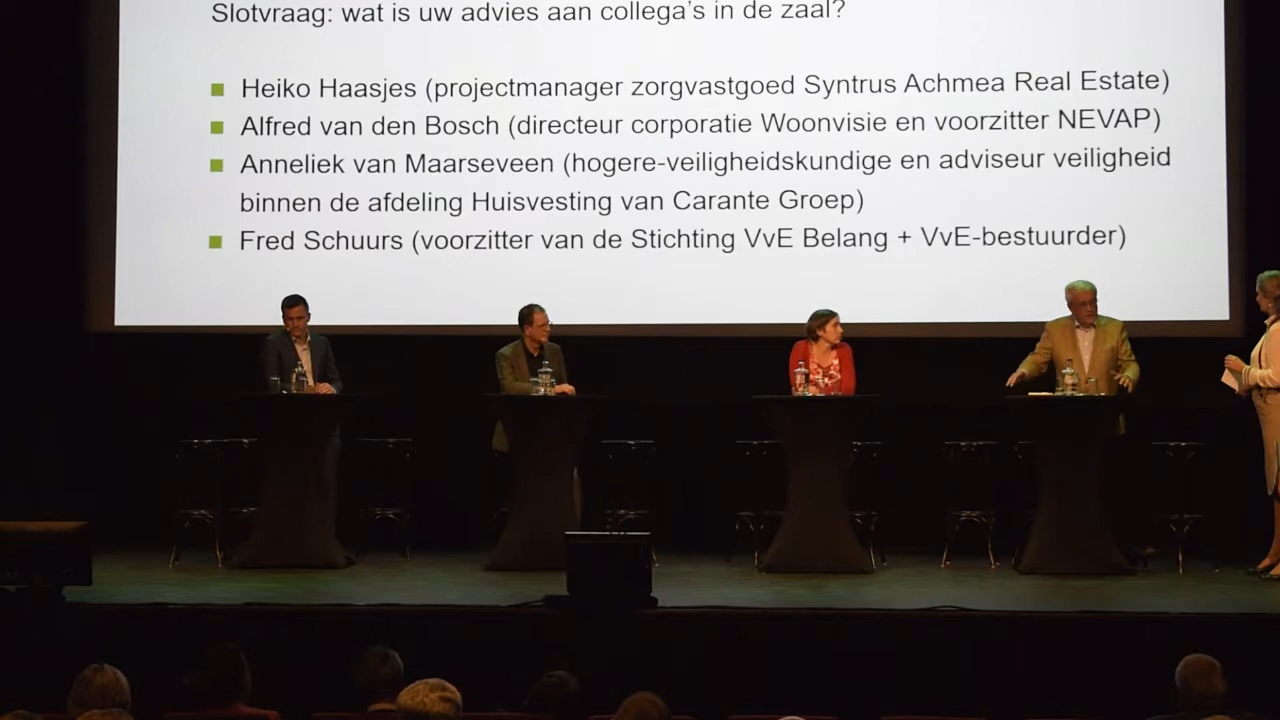 Slotvraag: wat is uw advies aan collega's in de zaal?
Heiko Haasjes (projectmanager zorgvastgoed Syntrus Achmea Real Estate)
Alfred van den Bosch (directeur corporatie Woonvisie en voorzitter NEVAP)
Anneliek van Maarseveen (hogere-veiligheidskundige en adviseur veiligheid
binnen de afdeling Huisvesting van Carante Groep)
Fred Schuurs (voorzitter van de Stichting VvE Belang + VvE-bestuurder)